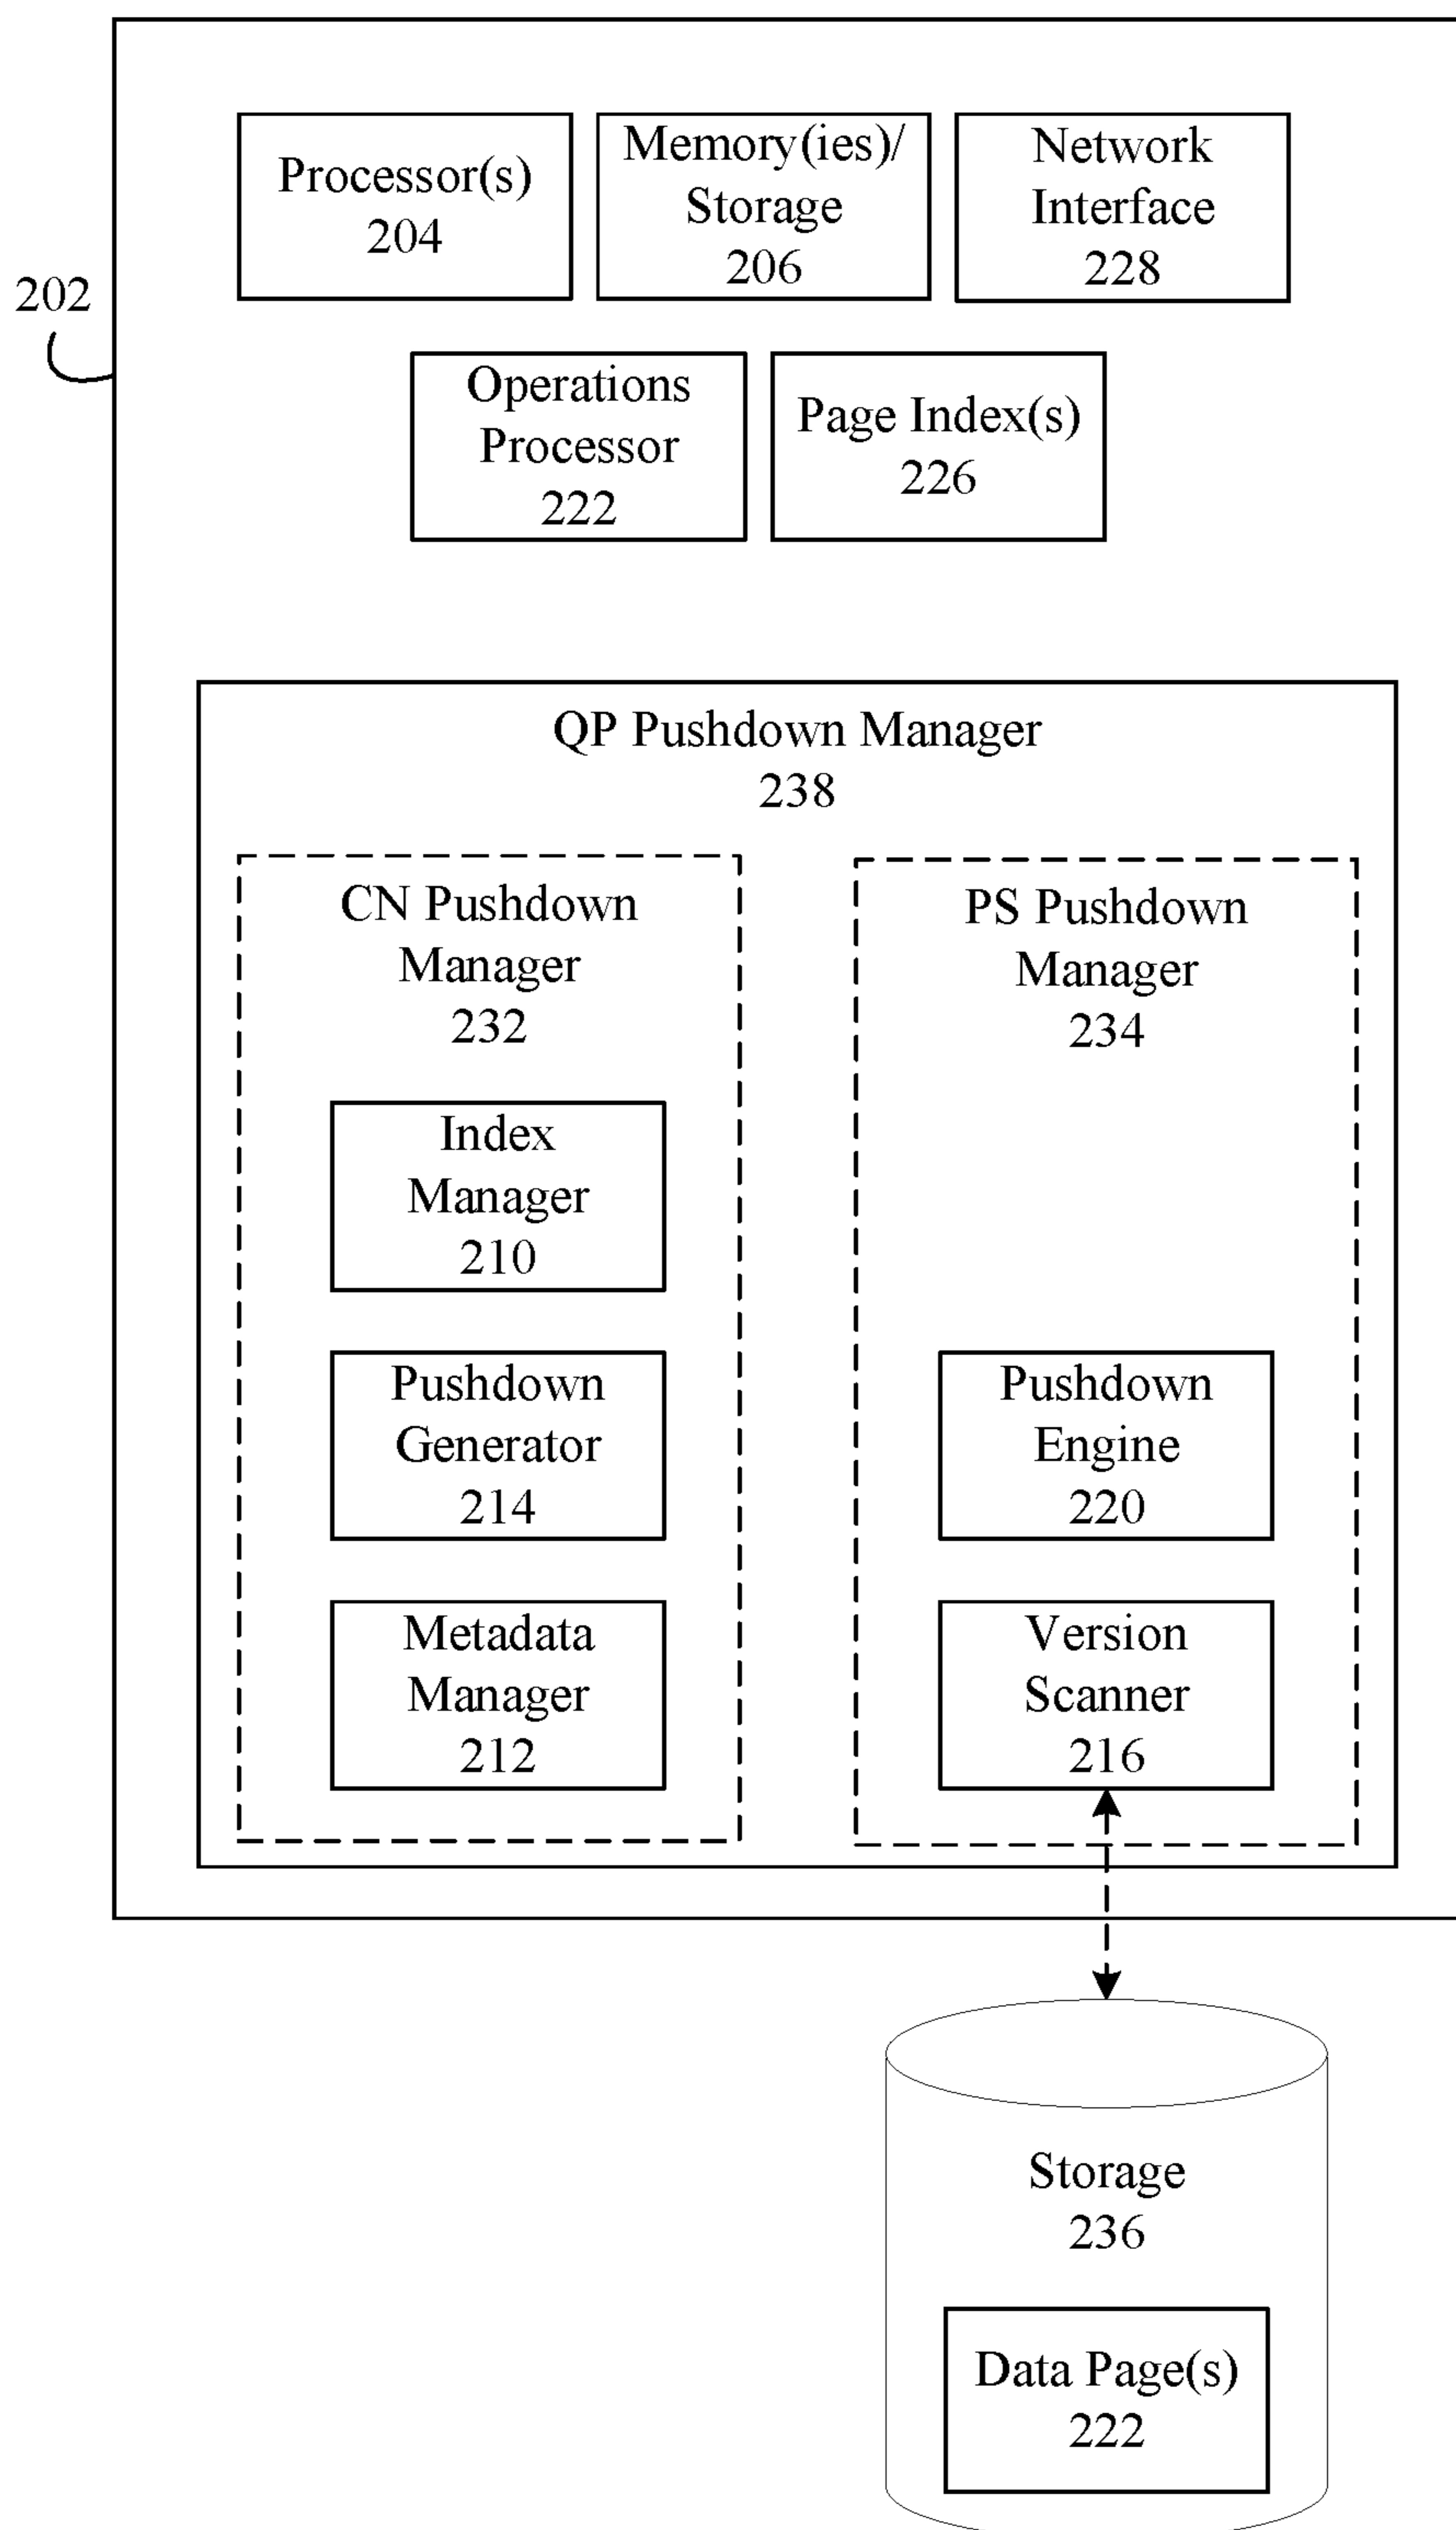 Processor(s)
204
Memory(ies)/
Storage
206
Network
Interface
228
202
Operations
Processor
222
Page Index(s)
226
QP Pushdown Manager
238
CN Pushdown
Manager
232
Index
Manager
210
Pushdown
Generator
214
Metadata
Manager
212
PS Pushdown
Manager
234
Pushdown
Engine
220
Version
Scanner
216
Storage
236
Data Page(s)
222